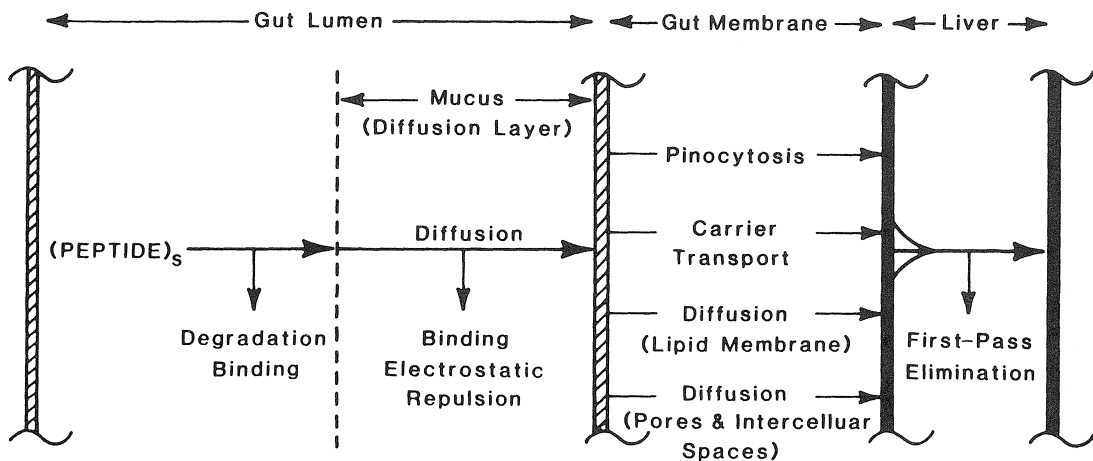 Gut Lumen
Gut Membrane
Liver
Mucus
(Diffusion Layer)
Pinocytosis
(PEPTIDE)s
Diffusion
Carrier
Transport
Degradation
Binding
Binding
Electrostatic
Repulsion
Diffusion
(Lipid Membrane)
First-Pass
Elimination
Diffusion
(Pores & Intercelluar
Spaces)